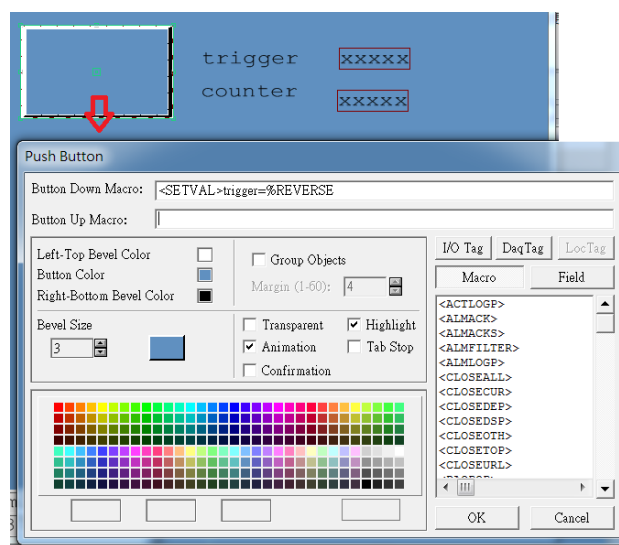 trigger xxxxx
counter xxxxx
Push Button
Button Down Macro: <SETVAL>trigger=%REVERSE
Button Up Macro:
Left-Top Bevel Color
Button Color
Right-Bottom Bevel Color
Group Objects
Margin (1-60): 4
Bevel Size
3
Transparent Highlight
Animation Tab Stop
Confirmation
I/O Tag DaqTag LocTag
Macro Field
<ACTLOGP>
<ALMACK>
<ALMACKS>
<ALMFILTER>
<ALMLOGP>
<CLOSEALL>
<CLOSECUR>
<CLOSEDEP>
<CLOSEDSP>
<CLOSEOTH>
<CLOSETOP>
<CLOSEURL>
OK Cancel